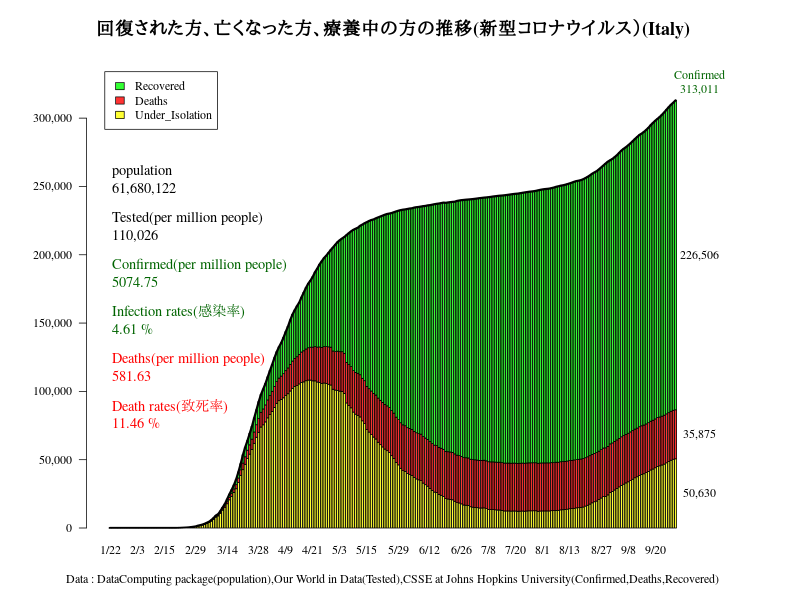 回復された方、亡くなった方、療養中の方の推移(新型コロナウイルス）(Italy)
Confirmed
313,011
Recovered
Deaths
Under_Isolation
300,000
250,000
200,000
150,000
100,000
50,000
0
population
61,680,122
Tested(per million people)
110,026
Confirmed(per million people)
5074.75
Infection rates(感染率)
4.61 %
Deaths(per million people)
581.63
Death rates(致死率)
11.46 %
226,506
35,875
50,630
1/22 2/3 2/15 2/29 3/14 3/28 4/9 4/21 5/3 5/15 5/29 6/12 6/26 7/8 7/20 8/1 8/13 8/27 9/8 9/20
Data : DataComputing package(population),Our World in Data(Tested),CSSE at Johns Hopkins University(Confirmed,Deaths,Recovered)